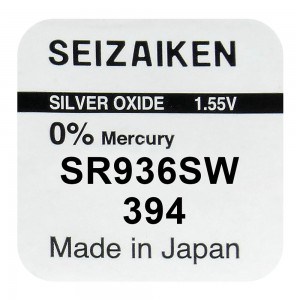 SEIZAIKEN
SILVER OXIDE 1.55V
0% Mercury
SR936SW
394
Made in Japan